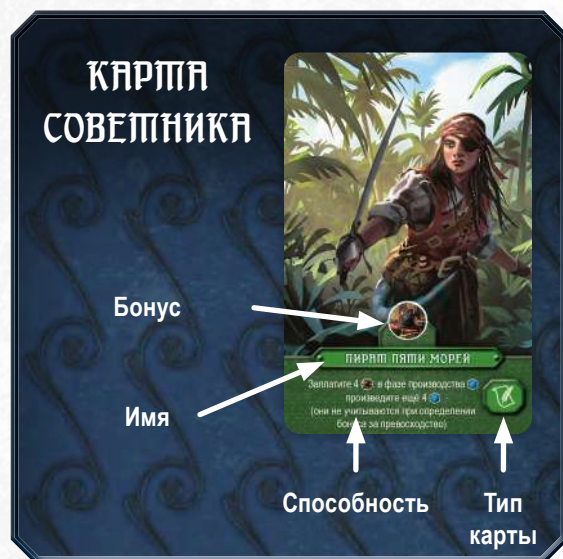 КАРТА
СОВЕТНИКА
Бонус
ПИРАТ ПЯТИ МОРЕЙ
Имя
Заплатите 4 в фазе производства
произведите ещё 4
(они не учитываются при определении
бонуса за превосходство)
Способность
Тип
карты